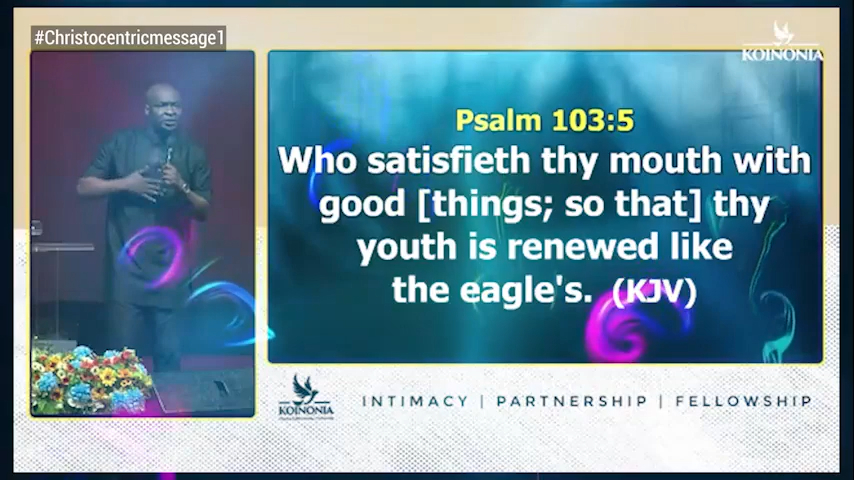 #Christocentricmessage1
KOINONIA
Psalm 103:5
Who satisfieth thy mouth with
good [things; so that] thy
youth is renewed like
the eagle's. (KJV)
KOINONIA
INTIMACY | PARTNERSHIP | FELLOWSHIP